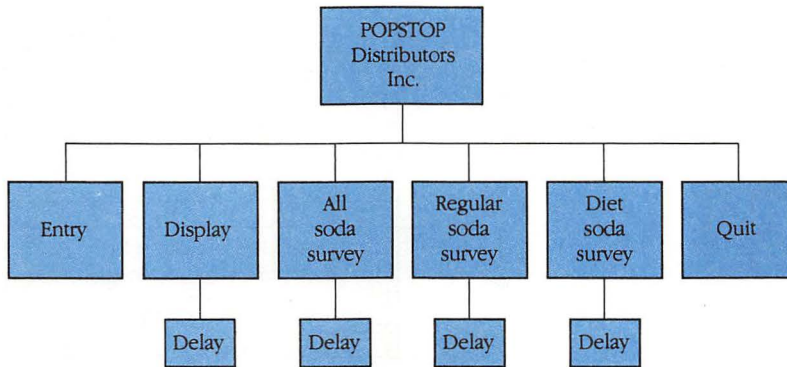 POPSTOP
Distributors
Inc.
Entry
Display
All
soda
survey
Regular
soda
survey
Diet
soda
survey
Quit
Delay
Delay
Delay
Delay